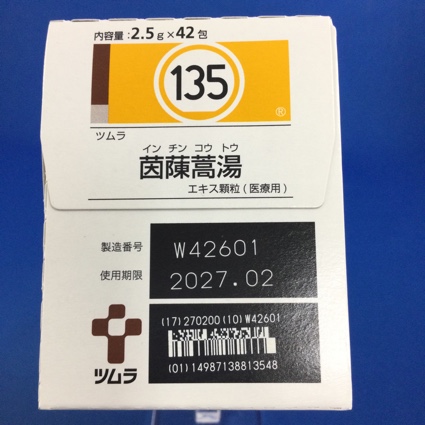 内容量:2.5g×42包
135
®
ツムラ
イン チン コウ トウ
茵蔯蒿湯
エキス顆粒(医療用)
製造番号 W42601
使用期限 2027.02
(17)270200(10)W42601
(01)14987138813548
ツムラ